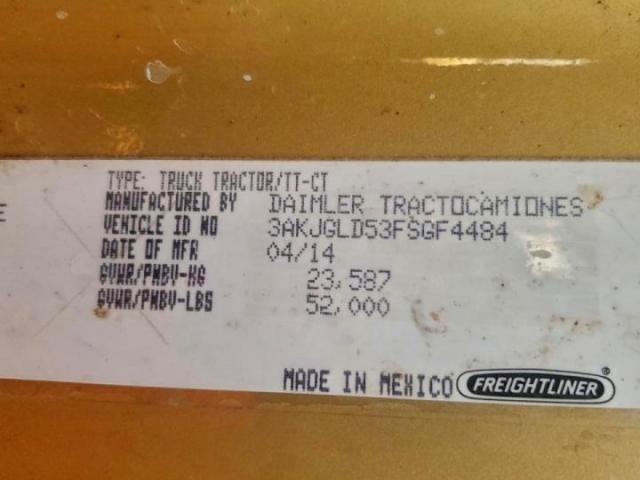 TYPE: TRUCK TRACTOR/TT-CT
E MANUFACTURED BY DAIMLER TRACTOCAMIONES
VEHICLE ID NO 3AKJGLD53FSGF4484
DATE OF MFR 04/14
GVWR/PNBV-KG 23,587
GVWR/PNBV-LBS 52,000
MADE IN MEXICO FREIGHTLINER®